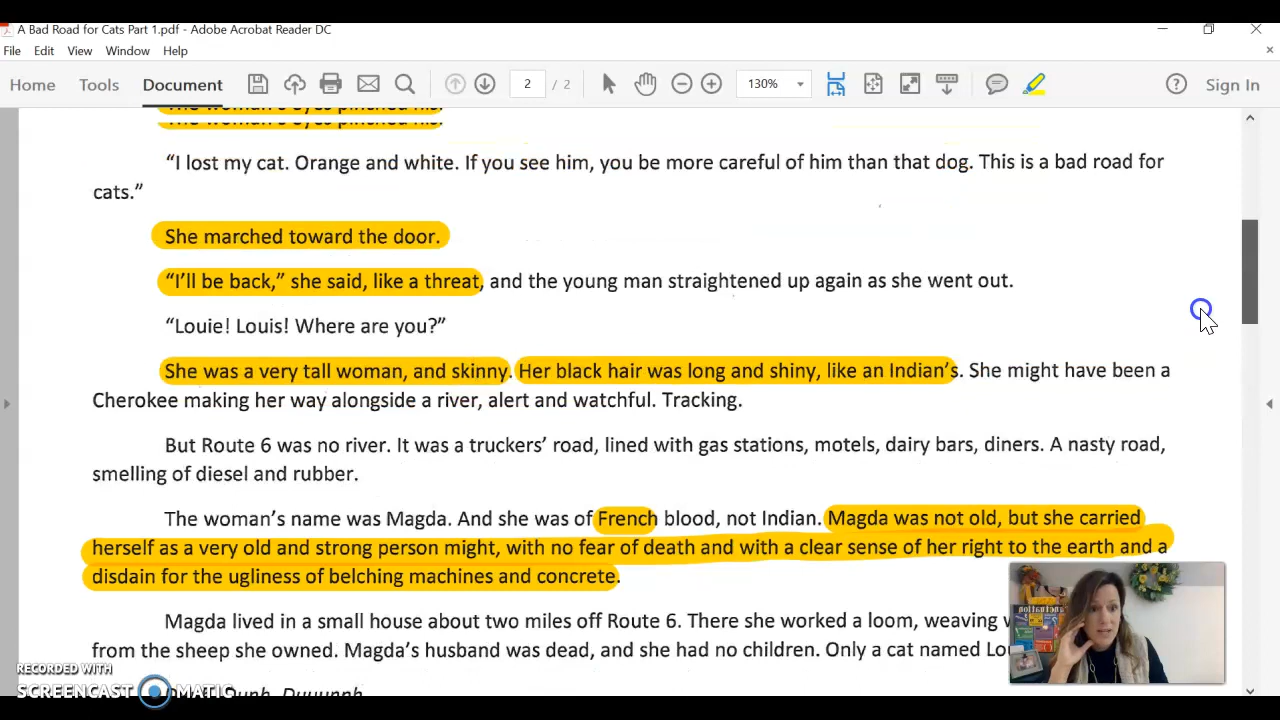 A Bad Road for Cats Part 1.pdf - Adobe Acrobat Reader DC
File Edit View Window Help
Home Tools Document 2 / 2 130% Sign In
The woman's eyes pinched his.
"I lost my cat. Orange and white. If you see him, you be more careful of him than that dog. This is a bad road for
cats."
She marched toward the door.
"I'll be back," she said, like a threat, and the young man straightened up again as she went out.
"Louie! Louis! Where are you?"
She was a very tall woman, and skinny. Her black hair was long and shiny, like an Indian's. She might have been a
Cherokee making her way alongside a river, alert and watchful. Tracking.
But Route 6 was no river. It was a truckers' road, lined with gas stations, motels, dairy bars, diners. A nasty road,
smelling of diesel and rubber.
The woman's name was Magda. And she was of French blood, not Indian. Magda was not old, but she carried
herself as a very old and strong person might, with no fear of death and with a clear sense of her right to the earth and a
disdain for the ugliness of belching machines and concrete.
Magda lived in a small house about two miles off Route 6. There she worked a loom, weaving
from the sheep she owned. Magda's husband was dead, and she had no children. Only a cat named
RECORDED WITH
SCREENCAST MATIC